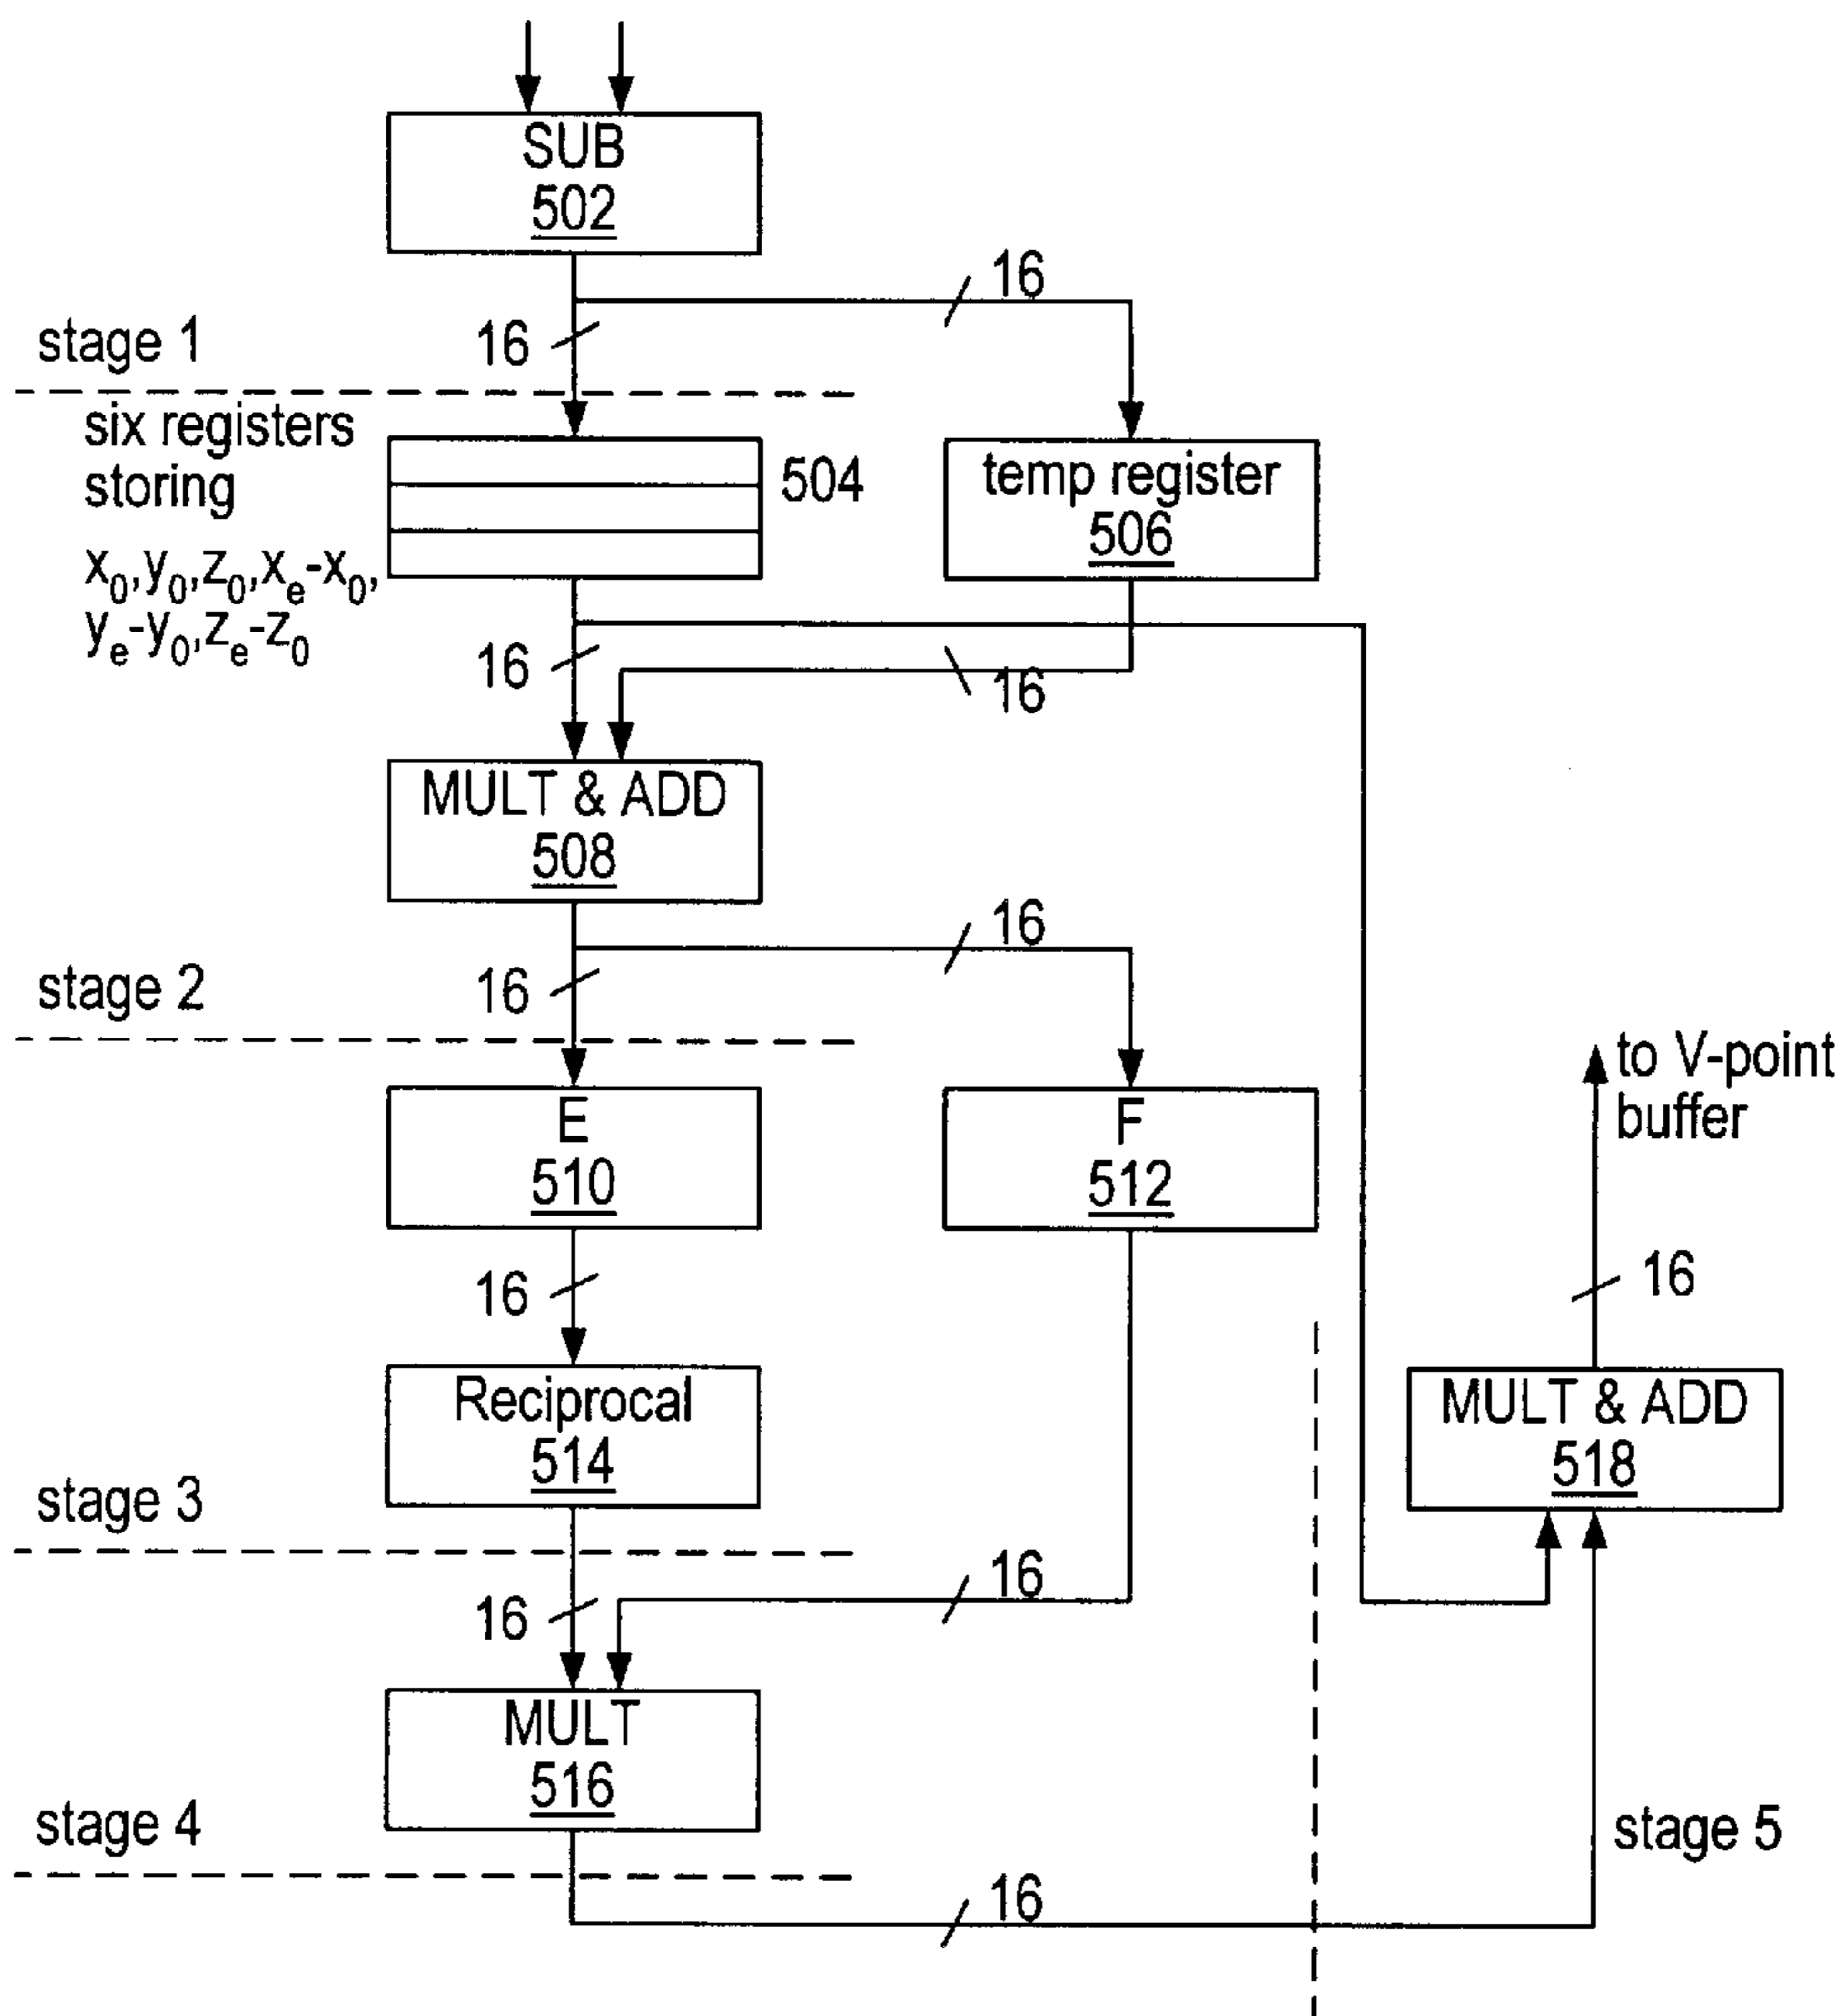 SUB
502
16
stage 1
16
six registers
storing
x₀,y₀,z₀,xₑ-x₀,
yₑ-y₀,zₑ-z₀
504
temp register
506
16
16
MULT & ADD
508
16
stage 2
16
E
510
F
512
to V-point
buffer
16
16
Reciprocal
514
MULT & ADD
518
stage 3
16
16
MULT
516
stage 4
stage 5
16